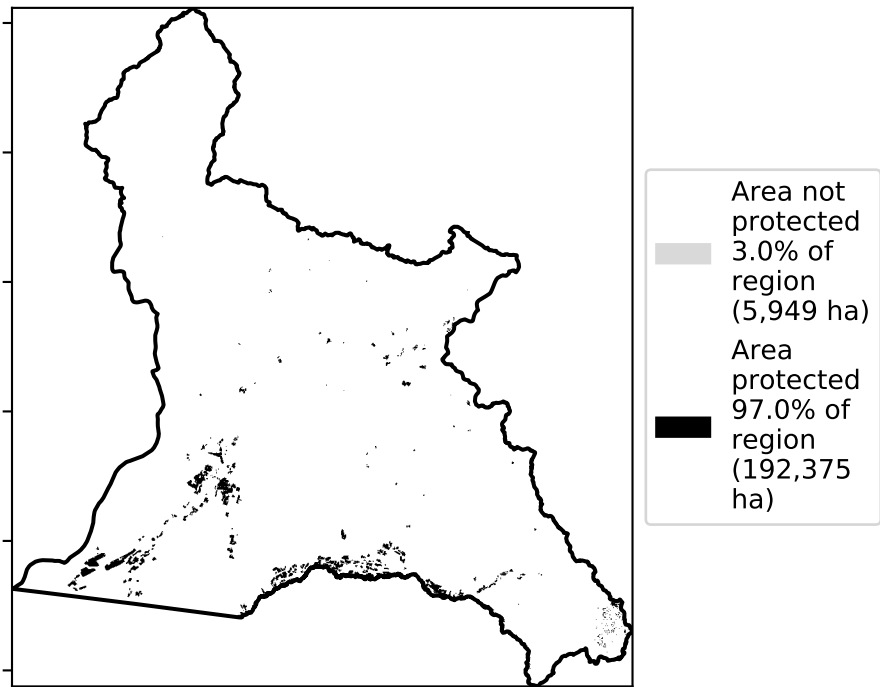 Area not
protected
3.0% of
region
(5,949 ha)
Area
protected
97.0% of
region
(192,375
ha)